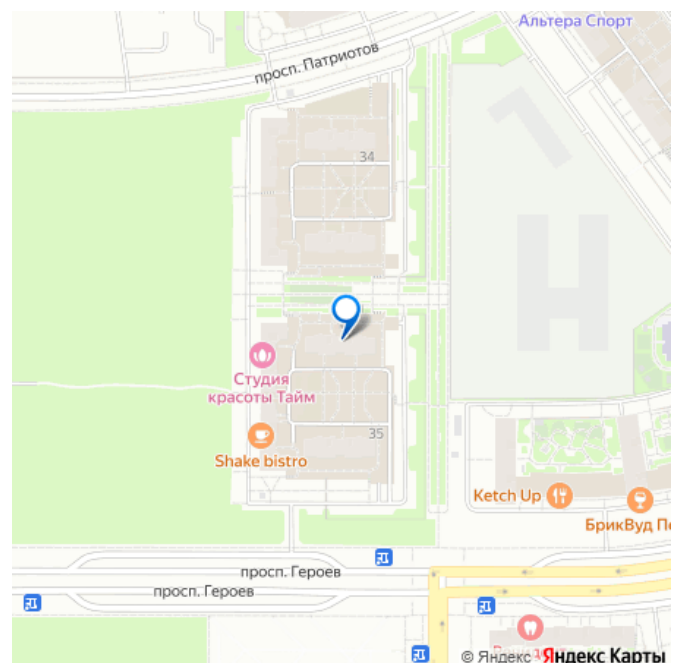 Альтера Спорт
просп. Патриотов
34
Студия
красоты Тайм
35
Shake bistro
Ketch Up
БрикВуд П
просп. Героев
просп. Героев
© Яндекс Яндекс Карты